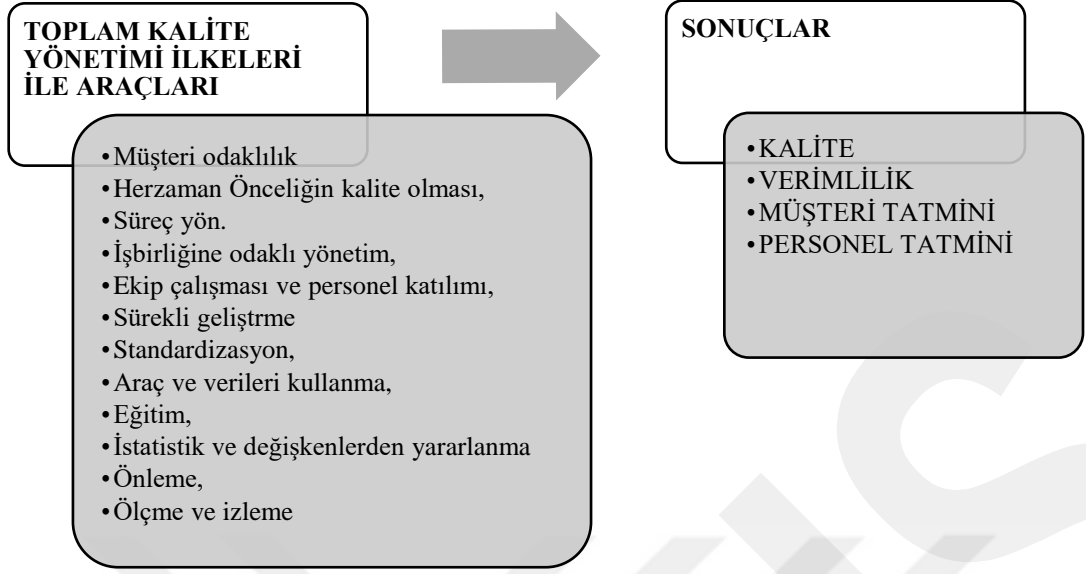 TOPLAM KALİTE
YÖNETİMİ İLKELERİ
İLE ARAÇLARI
•Müşteri odaklılık
•Herzaman Önceliğin kalite olması,
•Süreç yön.
•İşbirliğine odaklı yönetim,
•Ekip çalışması ve personel katılımı,
•Sürekli geliştrme
•Standardizasyon,
•Araç ve verileri kullanma,
•Eğitim,
•İstatistik ve değişkenlerden yararlanma
•Önleme,
•Ölçme ve izleme
SONUÇLAR
•KALİTE
•VERİMLİLİK
•MÜŞTERİ TATMİNİ
•PERSONEL TATMİNİ